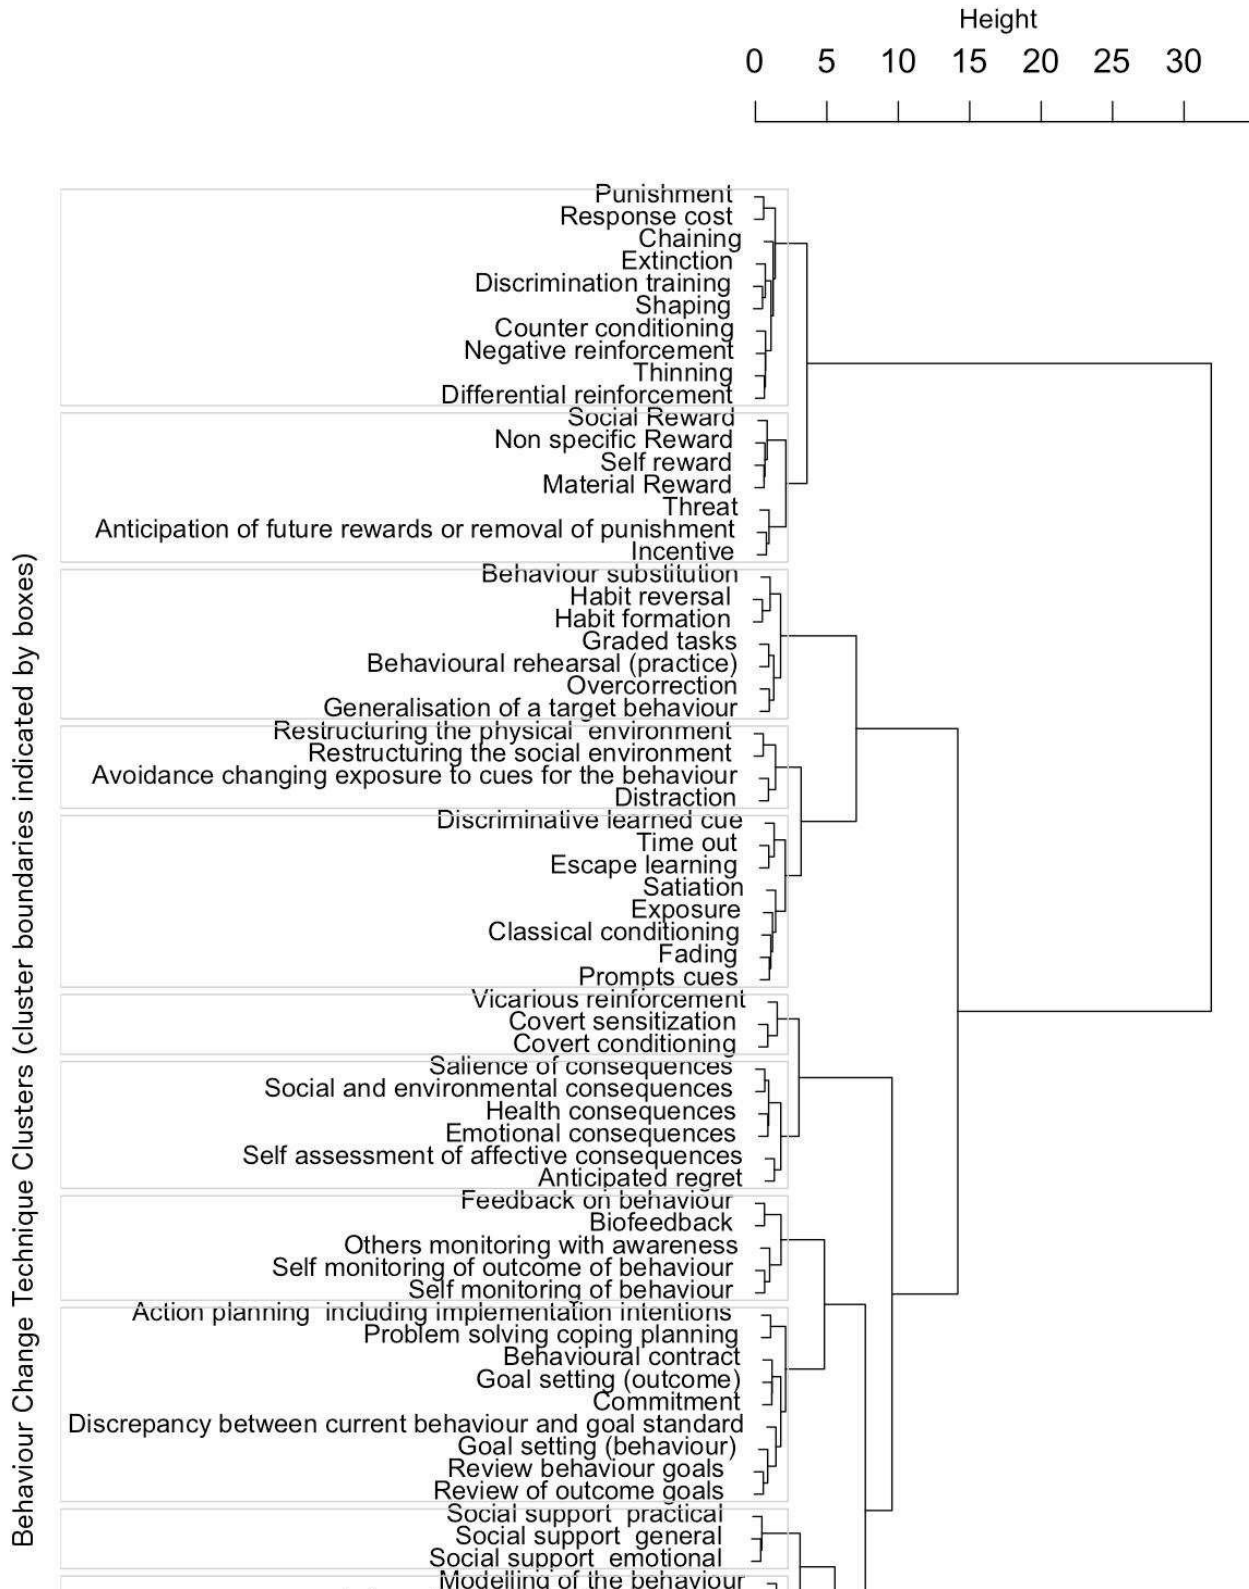 Height
0 5 10 15 20 25 30
Behaviour Change Technique Clusters (cluster boundaries indicated by boxes)
Punishment
Response cost
Chaining
Extinction
Discrimination training
Shaping
Counter conditioning
Negative reinforcement
Thinning
Differential reinforcement
Social Reward
Non specific Reward
Self reward
Material Reward
Threat
Anticipation of future rewards or removal of punishment
Incentive
Behaviour substitution
Habit reversal
Habit formation
Graded tasks
Behavioural rehearsal (practice)
Overcorrection
Generalisation of a target behaviour
Restructuring the physical environment
Restructuring the social environment
Avoidance changing exposure to cues for the behaviour
Distraction
Discriminative learned cue
Time out
Escape learning
Satiation
Exposure
Classical conditioning
Fading
Prompts cues
Vicarious reinforcement
Covert sensitization
Covert conditioning
Salience of consequences
Social and environmental consequences
Health consequences
Emotional consequences
Self assessment of affective consequences
Anticipated regret
Feedback on behaviour
Biofeedback
Others monitoring with awareness
Self monitoring of outcome of behaviour
Self monitoring of behaviour
Action planning including implementation intentions
Problem solving coping planning
Behavioural contract
Goal setting (outcome)
Commitment
Discrepancy between current behaviour and goal standard
Goal setting (behaviour)
Review behaviour goals
Review of outcome goals
Social support practical
Social support general
Social support emotional
Modelling of the behaviour